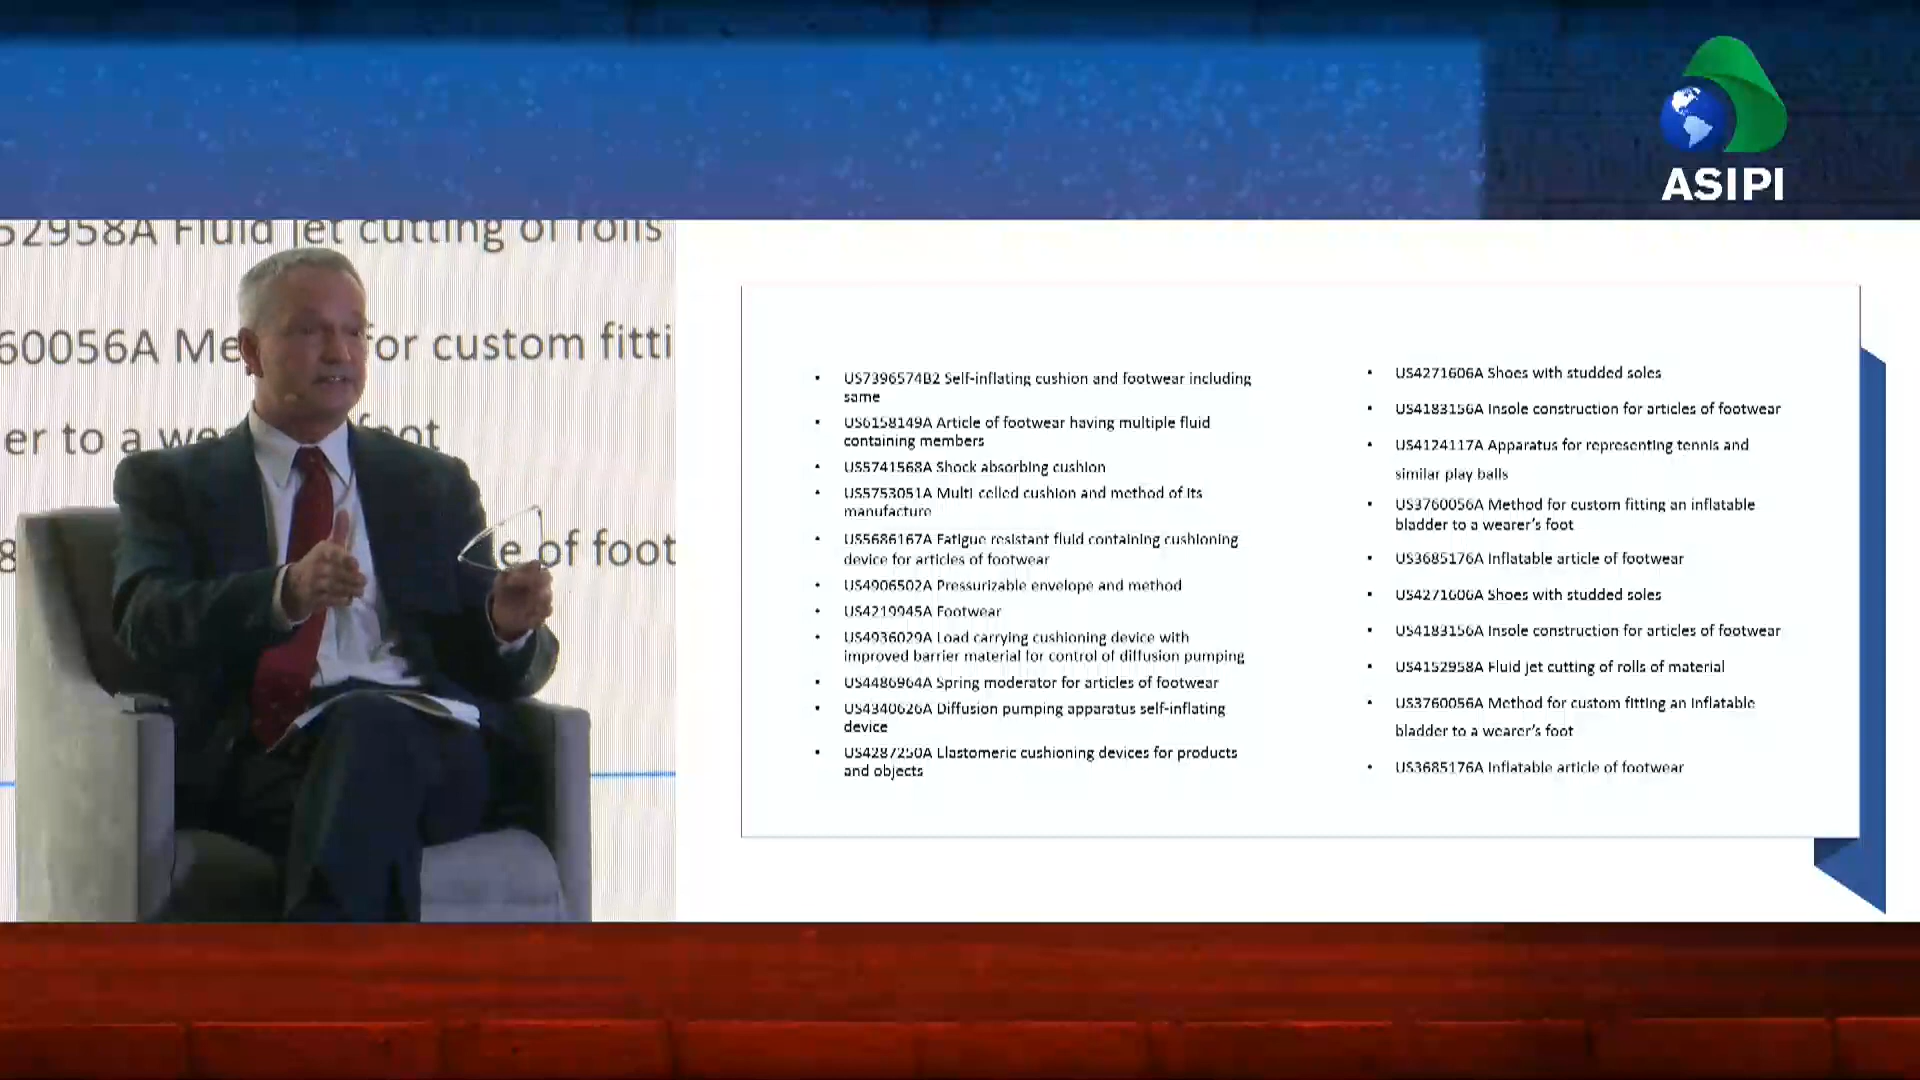 ASIPI
52958A Fluid jet cutting of rolls
60056A Me for custom fitti
er to a we foot
8 e of foot
• US7396574B2 Self-inflating cushion and footwear including
same
• US6158149A Article of footwear having multiple fluid
containing members
• US5741568A Shock absorbing cushion
• US5753051A Multi celled cushion and method of its
manufacture
• US5686167A Fatigue resistant fluid containing cushioning
device for articles of footwear
• US4906502A Pressurizable envelope and method
• US4219945A Footwear
• US4936029A Load carrying cushioning device with
improved barrier material for control of diffusion pumping
• US4486964A Spring moderator for articles of footwear
• US4340626A Diffusion pumping apparatus self-inflating
device
• US4287250A Elastomeric cushioning devices for products
and objects
• US4271606A Shoes with studded soles
• US4183156A Insole construction for articles of footwear
• US4124117A Apparatus for representing tennis and
similar play balls
• US3760056A Method for custom fitting an inflatable
bladder to a wearer's foot
• US3685176A Inflatable article of footwear
• US4271606A Shoes with studded soles
• US4183156A Insole construction for articles of footwear
• US4152958A Fluid jet cutting of rolls of material
• US3760056A Method for custom fitting an inflatable
bladder to a wearer's foot
• US3685176A Inflatable article of footwear